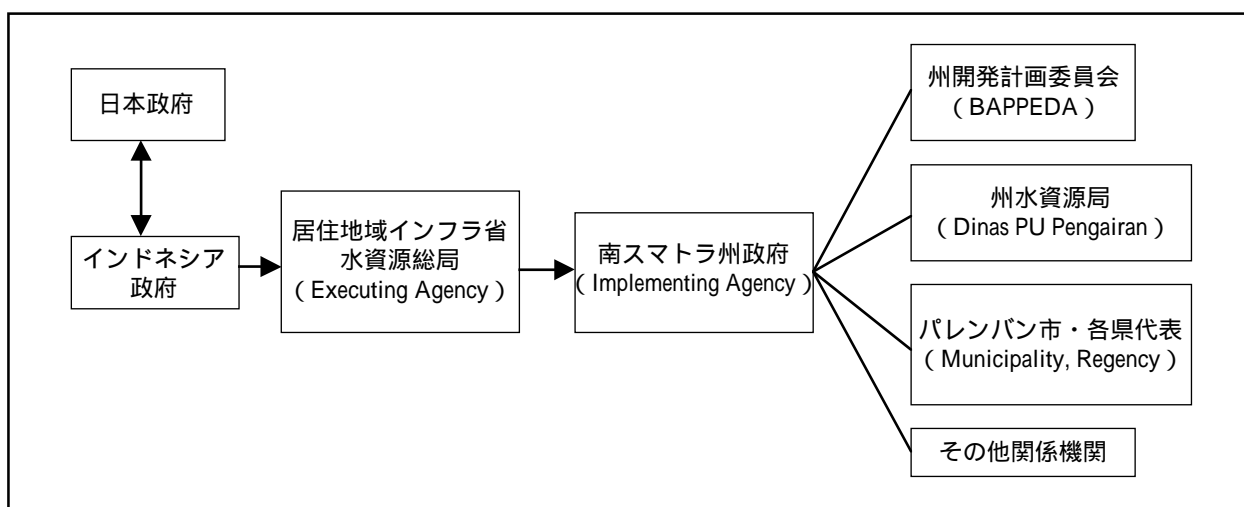 日本政府
インドネシア
政府
居住地域インフラ省
水資源総局
（Executing Agency）
南スマトラ州政府
（Implementing Agency）
州開発計画委員会
（BAPPEDA）
州水資源局
（Dinas PU Pengairan）
パレンバン市・各県代表
（Municipality, Regency）
その他関係機関